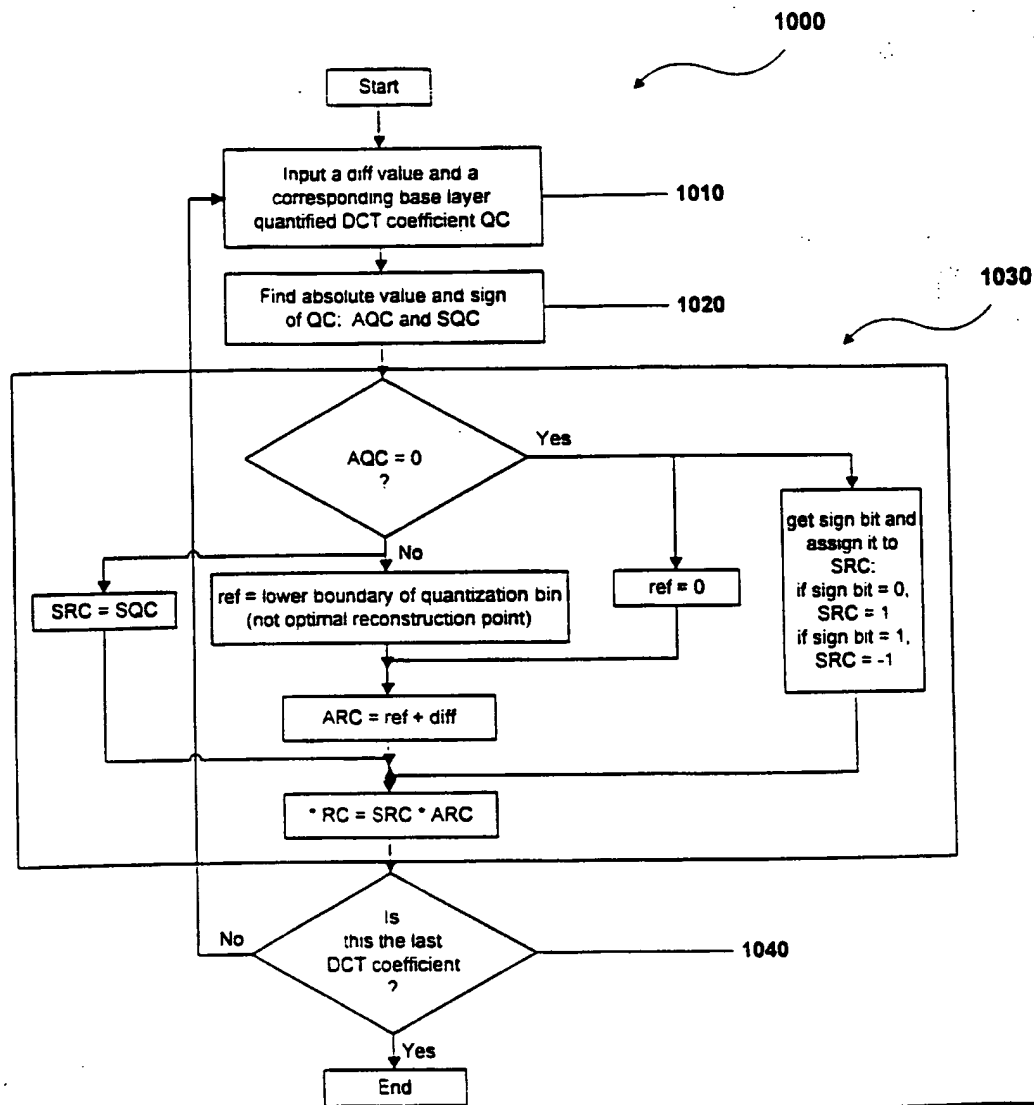 1000
Start
Input a diff value and a
corresponding base layer
quantified DCT coefficient QC
1010
Find absolute value and sign
of QC: AQC and SQC
1020
1030
AQC = 0
?
Yes
No
SRC = SQC
ref = lower boundary of quantization bin
(not optimal reconstruction point)
ref = 0
get sign bit and
assign it to
SRC:
if sign bit = 0,
SRC = 1
if sign bit = 1,
SRC = -1
ARC = ref + diff
* RC = SRC * ARC
Is
this the last
DCT coefficient
?
No
1040
Yes
End